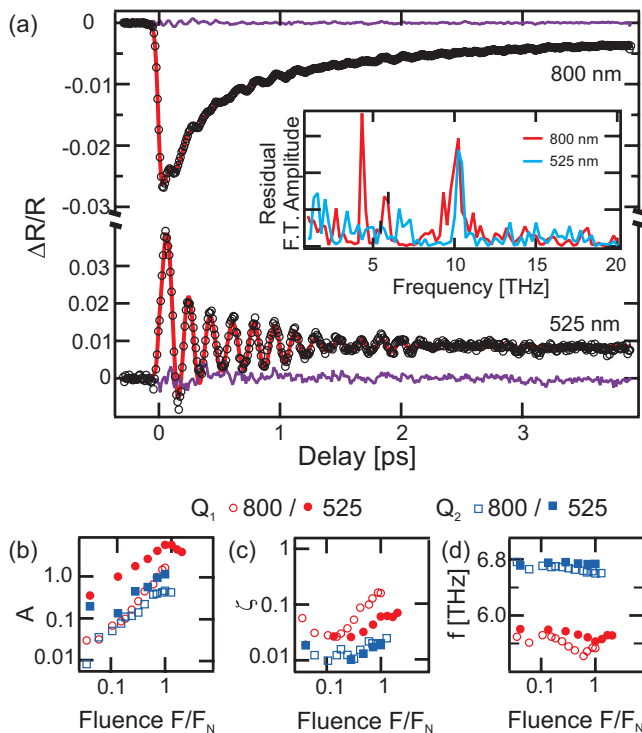 (a)
0
-0.01
-0.02
-0.03
0.03
0.02
0.01
0
ΔR/R
800 nm
525 nm
Residual
F.T. Amplitude
800 nm
525 nm
5 10 15 20
Frequency [THz]
0 1 2 3
Delay [ps]
Q1 800 / 525 Q2 800 / 525
(b)
A
1.0
0.1
0.01
0.1 1
Fluence F/FN
(c)
ζ
1
0.1
0.01
0.1 1
Fluence F/FN
(d)
f [THz]
6.8
6.0
0.1 1
Fluence F/FN